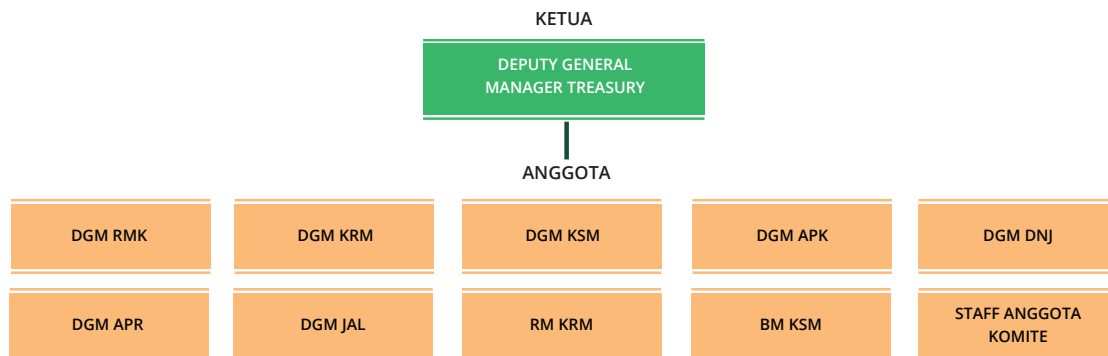 KETUA
DEPUTY GENERAL
MANAGER TREASURY
ANGGOTA
DGM RMK
DGM KRM
DGM KSM
DGM APK
DGM DNJ
DGM APR
DGM JAL
RM KRM
BM KSM
STAFF ANGGOTA
KOMITE